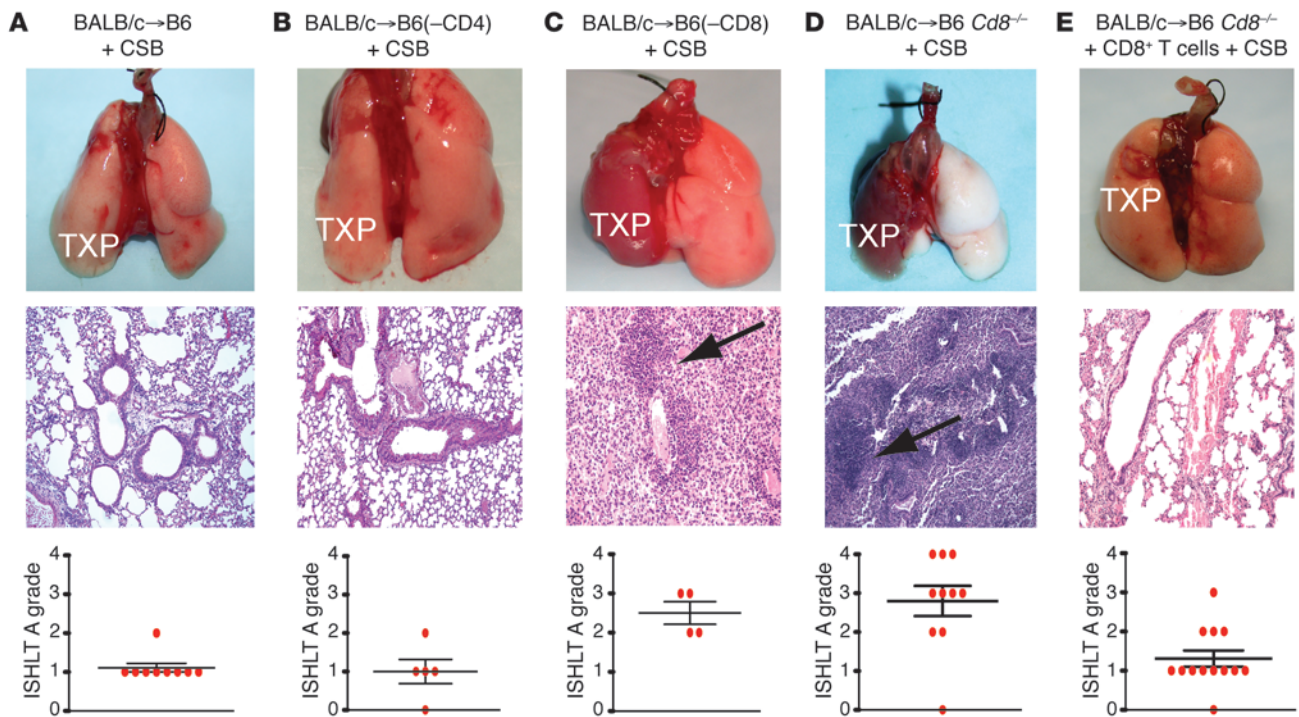 A
BALB/c→B6
+ CSB
B
BALB/c→B6(–CD4)
+ CSB
C
BALB/c→B6(–CD8)
+ CSB
D
BALB/c→B6 Cd8–/–
+ CSB
E
BALB/c→B6 Cd8–/–
+ CD8+ T cells + CSB
TXP
TXP
TXP
TXP
TXP
ISHLT A grade
4
3
2
1
0
ISHLT A grade
4
3
2
1
0
ISHLT A grade
4
3
2
1
0
ISHLT A grade
4
3
2
1
0
ISHLT A grade
4
3
2
1
0